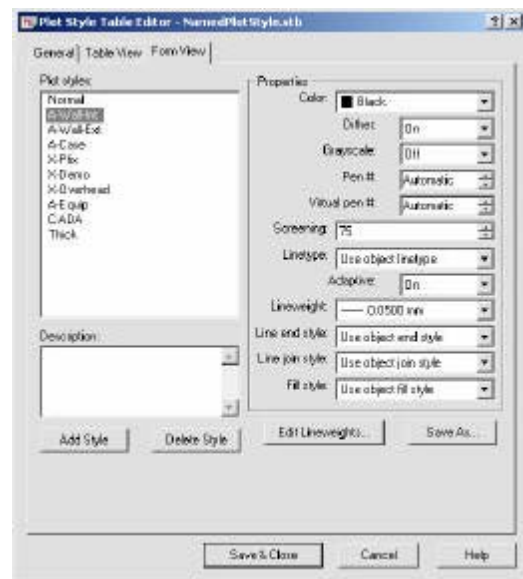 Plot Style Table Editor - NamedPlotStyle.stb
General
Table View
Form View
Plot styles:
Normal
A-Wall-Int
A-Wall-Ext
A-Case
X-Plfix
X-Demo
X-Overhead
A-Equip
CADA
Thick
Description:
Add Style
Delete Style
Properties
Color: Black
Dither: On
Grayscale: Off
Pen #: Automatic
Virtual pen #: Automatic
Screening: 75
Linetype: Use object linetype
Adaptive: On
Lineweight: 0.0500 mm
Line end style: Use object end style
Line join style: Use object join style
Fill style: Use object fill style
Edit Lineweights...
Save As...
Save & Close
Cancel
Help